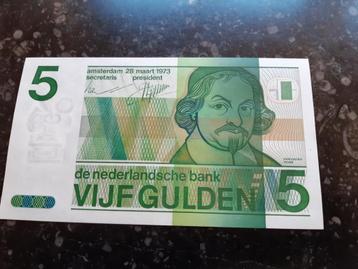 5
amsterdam 28 maart 1973
secretaris president
de nederlandsche bank
VIJF GULDEN
5